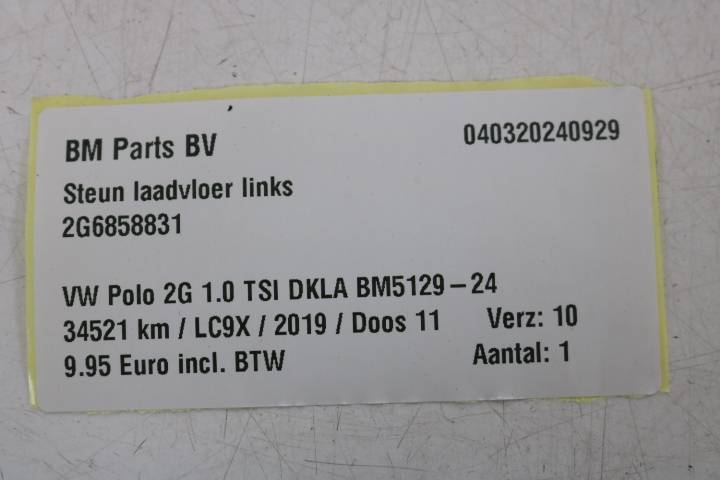 BM Parts BV 040320240929
Steun laadvloer links
2G6858831
VW Polo 2G 1.0 TSI DKLA BM5129-24
34521 km / LC9X / 2019 / Doos 11 Verz: 10
9.95 Euro incl. BTW Aantal: 1